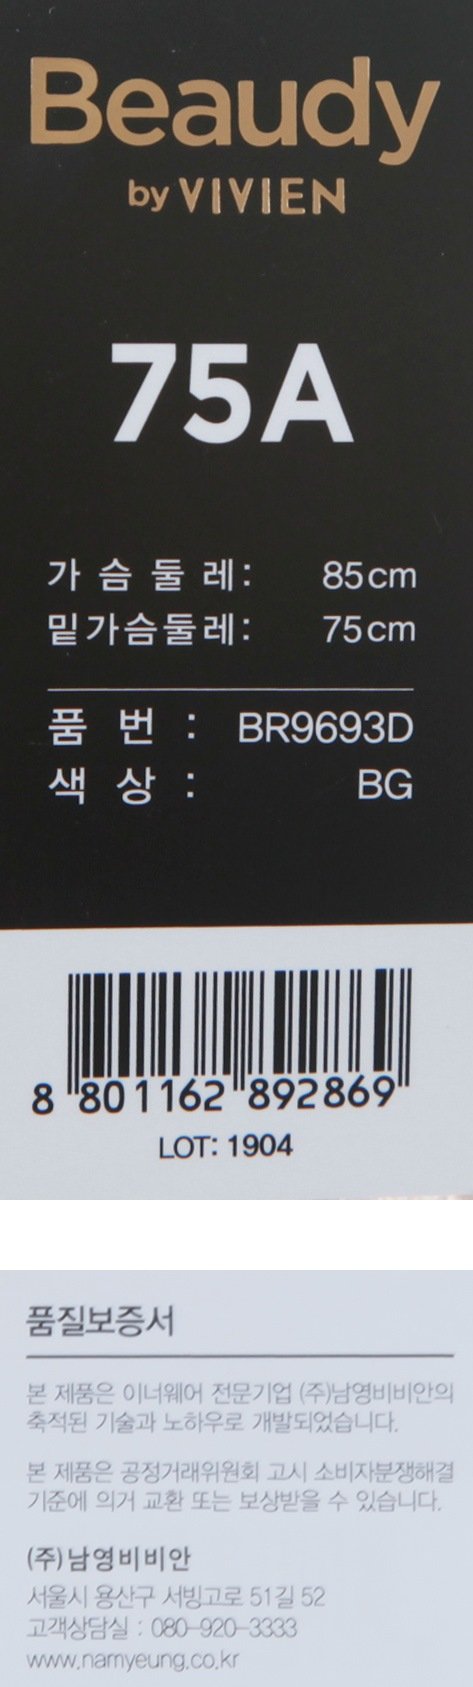 Beaudy
by VIVIEN
75A
가 슴 둘 레 : 85cm
밑가슴둘레 : 75cm
품 번 : BR9693D
색 상 : BG
8 801162 892869
LOT: 1904
품질보증서
본 제품은 이너웨어 전문기업 (주)남영비비안의
축적된 기술과 노하우로 개발되었습니다.
본 제품은 공정거래위원회 고시 소비자분쟁해결
기준에 의거 교환 또는 보상받을 수 있습니다.
(주)남영비비안
서울시 용산구 서빙고로 51길 52
고객상담실 : 080-920-3333
www.namyeung.co.kr